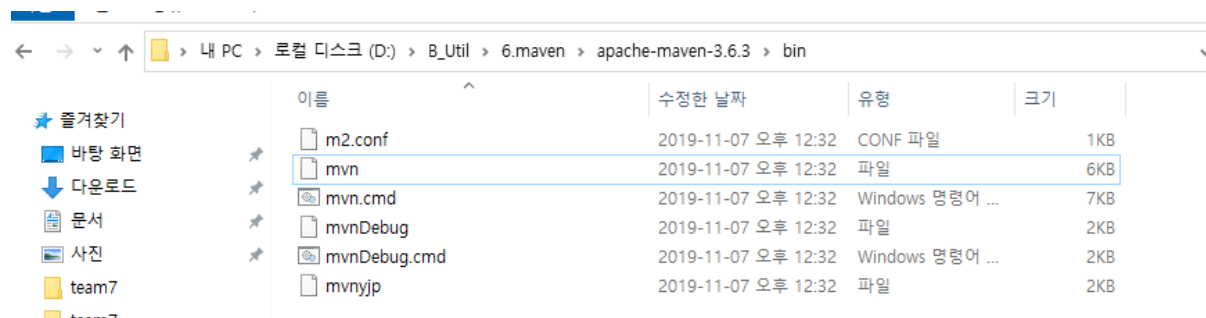 내 PC > 로컬 디스크 (D:) > B_Util > 6.maven > apache-maven-3.6.3 > bin
이름 수정한 날짜 유형 크기
즐겨찾기
바탕 화면
다운로드
문서
사진
team7
m2.conf 2019-11-07 오후 12:32 CONF 파일 1KB
mvn 2019-11-07 오후 12:32 파일 6KB
mvn.cmd 2019-11-07 오후 12:32 Windows 명령어 ... 7KB
mvnDebug 2019-11-07 오후 12:32 파일 2KB
mvnDebug.cmd 2019-11-07 오후 12:32 Windows 명령어 ... 2KB
mvnyjp 2019-11-07 오후 12:32 파일 2KB